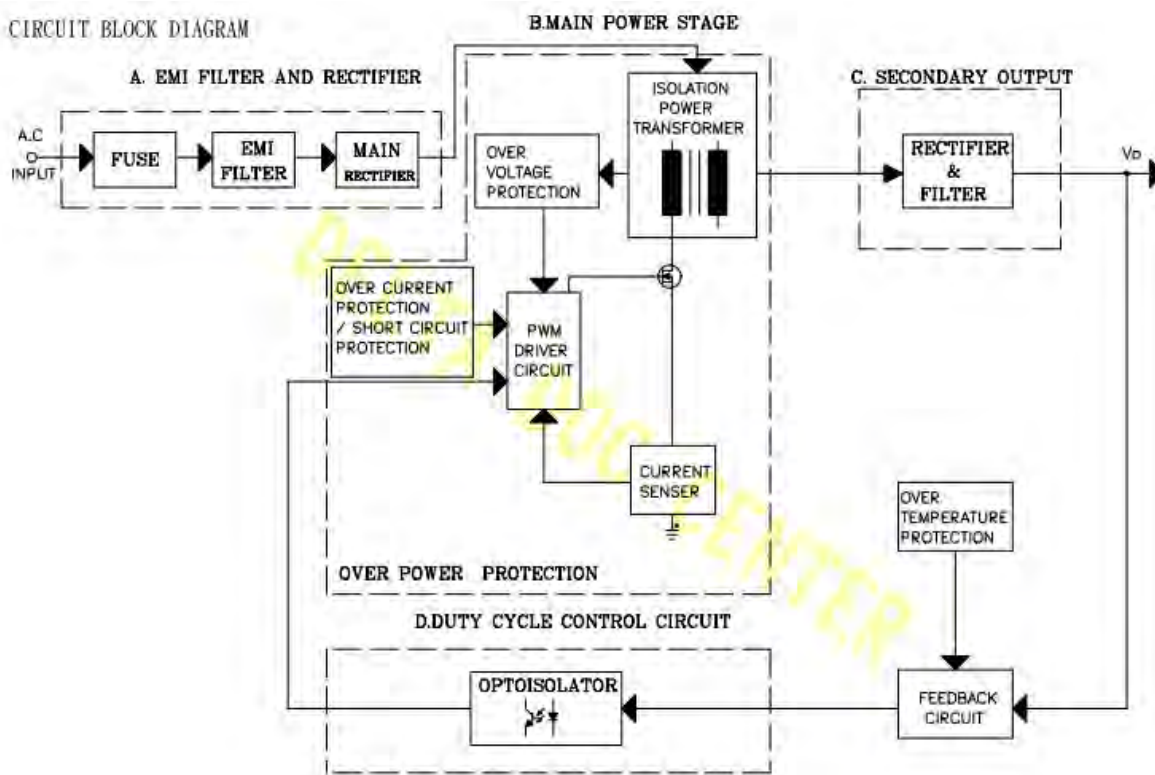 CIRCUIT BLOCK DIAGRAM
B.MAIN POWER STAGE
A. EMI FILTER AND RECTIFIER
C. SECONDARY OUTPUT
A.C
INPUT
FUSE
EMI
FILTER
MAIN
RECTIFIER
OVER
VOLTAGE
PROTECTION
ISOLATION
POWER
TRANSFORMER
RECTIFIER
&
FILTER
OVER CURRENT
PROTECTION
/ SHORT CIRCUIT
PROTECTION
PWM
DRIVER
CIRCUIT
CURRENT
SENSER
OVER
TEMPERATURE
PROTECTION
OVER POWER PROTECTION
D.DUTY CYCLE CONTROL CIRCUIT
OPTOISOLATOR
FEEDBACK
CIRCUIT
DOC CENTER